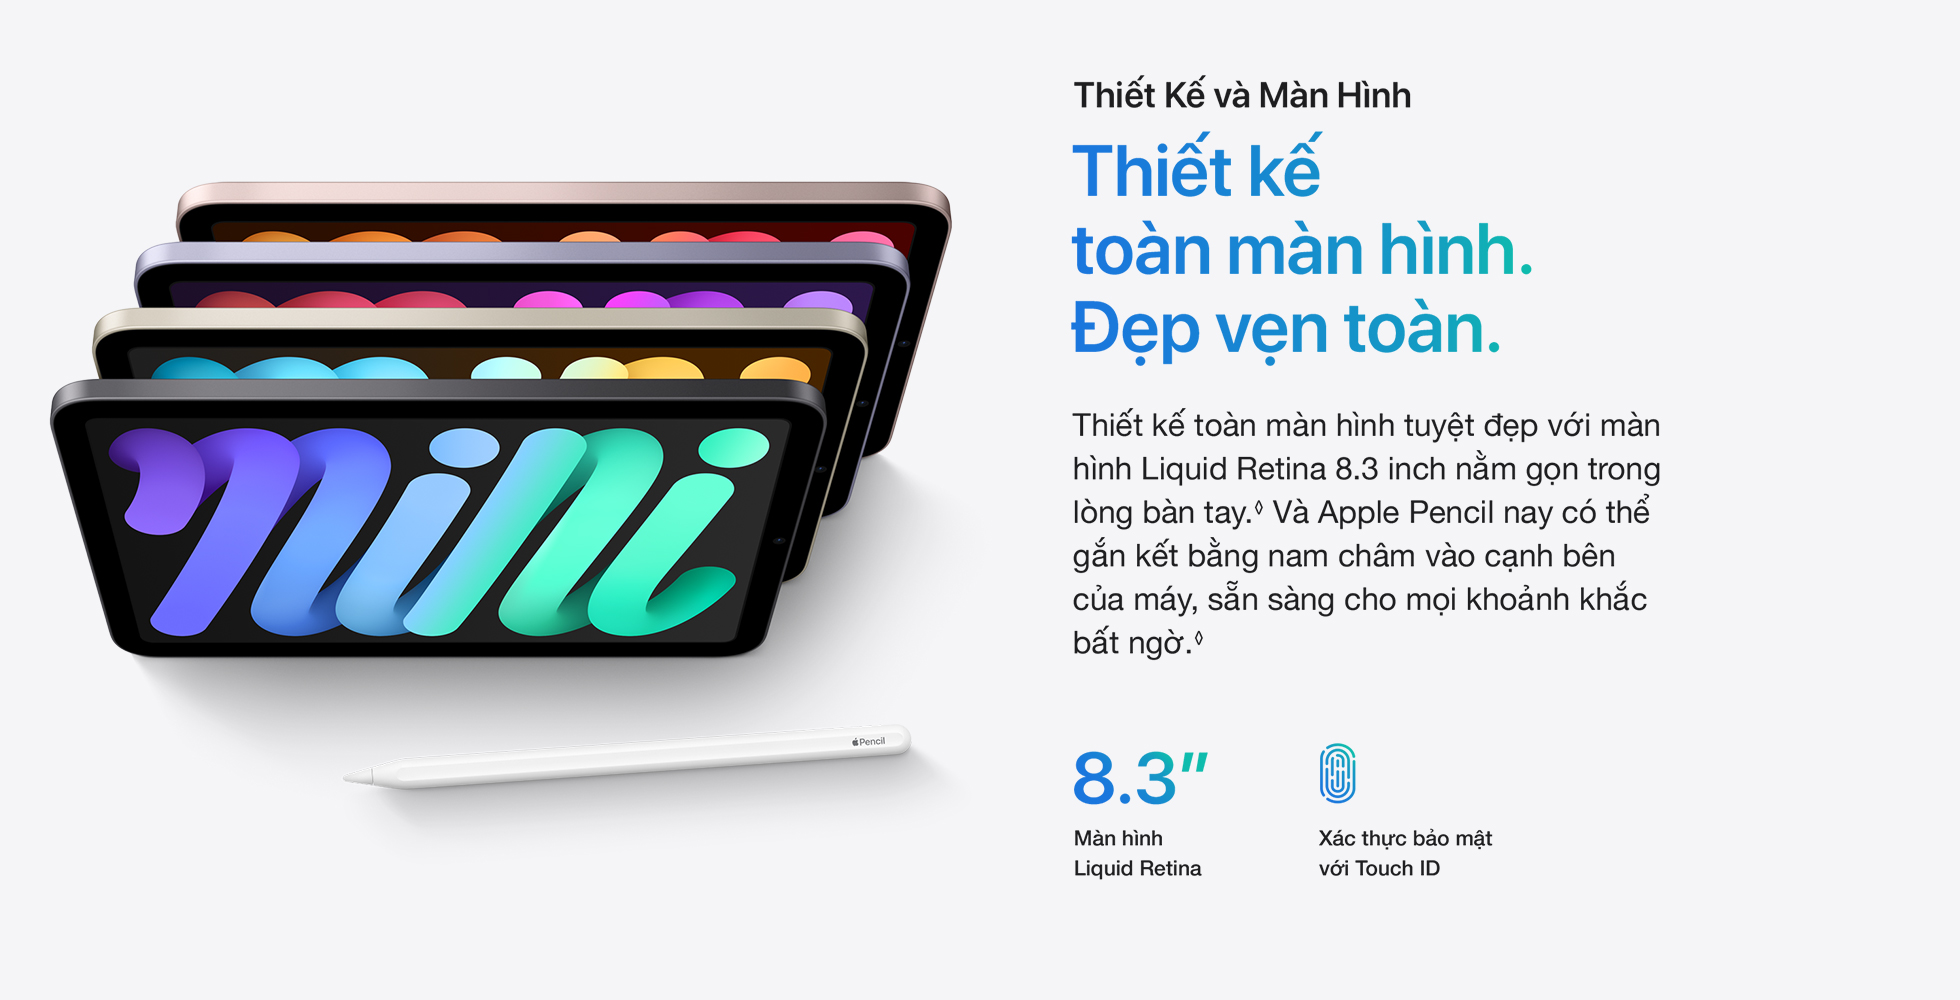 Thiết Kế và Màn Hình
Thiết kế
toàn màn hình.
Đẹp vẹn toàn.
Thiết kế toàn màn hình tuyệt đẹp với màn
hình Liquid Retina 8.3 inch nằm gọn trong
lòng bàn tay.◊ Và Apple Pencil nay có thể
gắn kết bằng nam châm vào cạnh bên
của máy, sẵn sàng cho mọi khoảnh khắc
bất ngờ.◊
8.3″
Màn hình
Liquid Retina
Xác thực bảo mật
với Touch ID
mini
Pencil